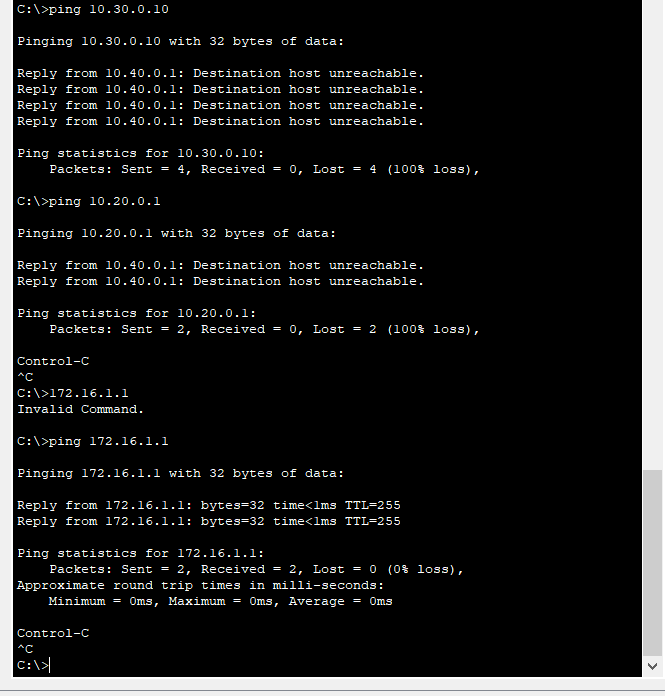 C:\>ping 10.30.0.10
Pinging 10.30.0.10 with 32 bytes of data:
Reply from 10.40.0.1: Destination host unreachable.
Reply from 10.40.0.1: Destination host unreachable.
Reply from 10.40.0.1: Destination host unreachable.
Reply from 10.40.0.1: Destination host unreachable.
Ping statistics for 10.30.0.10:
    Packets: Sent = 4, Received = 0, Lost = 4 (100% loss),
C:\>ping 10.20.0.1
Pinging 10.20.0.1 with 32 bytes of data:
Reply from 10.40.0.1: Destination host unreachable.
Reply from 10.40.0.1: Destination host unreachable.
Ping statistics for 10.20.0.1:
    Packets: Sent = 2, Received = 0, Lost = 2 (100% loss),
Control-C
^C
C:\>172.16.1.1
Invalid Command.
C:\>ping 172.16.1.1
Pinging 172.16.1.1 with 32 bytes of data:
Reply from 172.16.1.1: bytes=32 time<1ms TTL=255
Reply from 172.16.1.1: bytes=32 time<1ms TTL=255
Ping statistics for 172.16.1.1:
    Packets: Sent = 2, Received = 2, Lost = 0 (0% loss),
Approximate round trip times in milli-seconds:
    Minimum = 0ms, Maximum = 0ms, Average = 0ms
Control-C
^C
C:\>